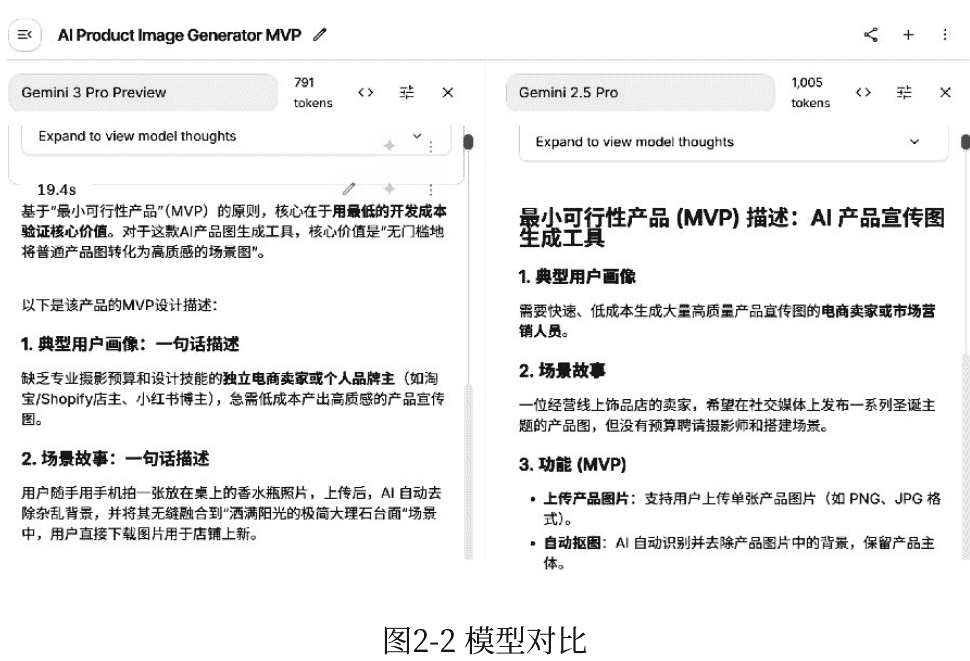 AI Product Image Generator MVP
Gemini 3 Pro Preview
791
tokens
Expand to view model thoughts
19.4s
基于“最小可行性产品”(MVP）的原则，核心在于用最低的开发成本
验证核心价值。对于这款AI产品图生成工具，核心价值是“无门槛地
将普通产品图转化为高质感的场景图”。
以下是该产品的MVP设计描述：
1. 典型用户画像：一句话描述
缺乏专业摄影预算和设计技能的独立电商卖家或个人品牌主（如淘
宝/Shopify店主、小红书博主），急需低成本产出高质感的产品宣传
图。
2. 场景故事：一句话描述
用户随手用手机拍一张放在桌上的香水瓶照片，上传后，AI 自动去
除杂乱背景，并将其无缝融合到“洒满阳光的极简大理石台面”场景
中，用户直接下载图片用于店铺上新。
Gemini 2.5 Pro
1,005
tokens
Expand to view model thoughts
最小可行性产品 (MVP) 描述：AI 产品宣传图
生成工具
1. 典型用户画像
需要快速、低成本生成大量高质量产品宣传图的电商卖家或市场营
销人员。
2. 场景故事
一位经营线上饰品店的卖家，希望在社交媒体上发布一系列圣诞主
题的产品图，但没有预算聘请摄影师和搭建场景。
3. 功能 (MVP)
• 上传产品图片：支持用户上传单张产品图片（如 PNG、JPG 格
式）。
• 自动抠图：AI 自动识别并去除产品图片中的背景，保留产品主
体。
图2-2 模型对比